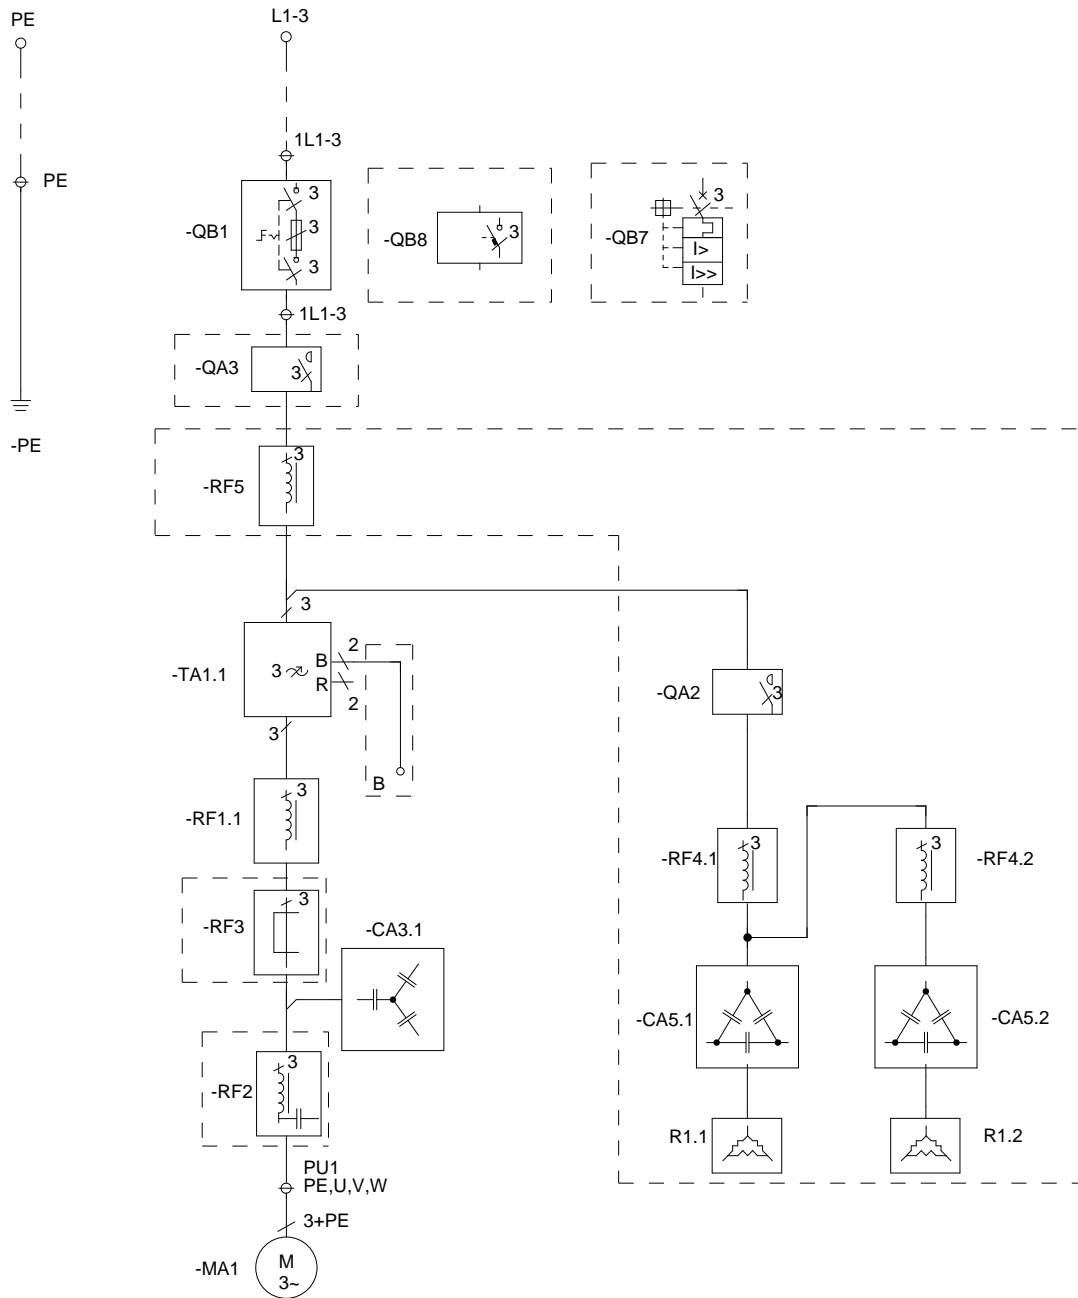 PE
L1-3
1L1-3
PE
3
-QB1
3
3
-QB8
3
-QB7
3
I>
I>>
1L1-3
-QA3
3
-PE
3
-RF5
3
-TA1.1
3
B
2
R
2
3
B
-QA2
3
3
-RF1.1
-RF4.1
3
3
-RF4.2
3
-RF3
-CA3.1
-CA5.1
-CA5.2
3
-RF2
R1.1
R1.2
PU1
PE,U,V,W
3+PE
-MA1
M
3~